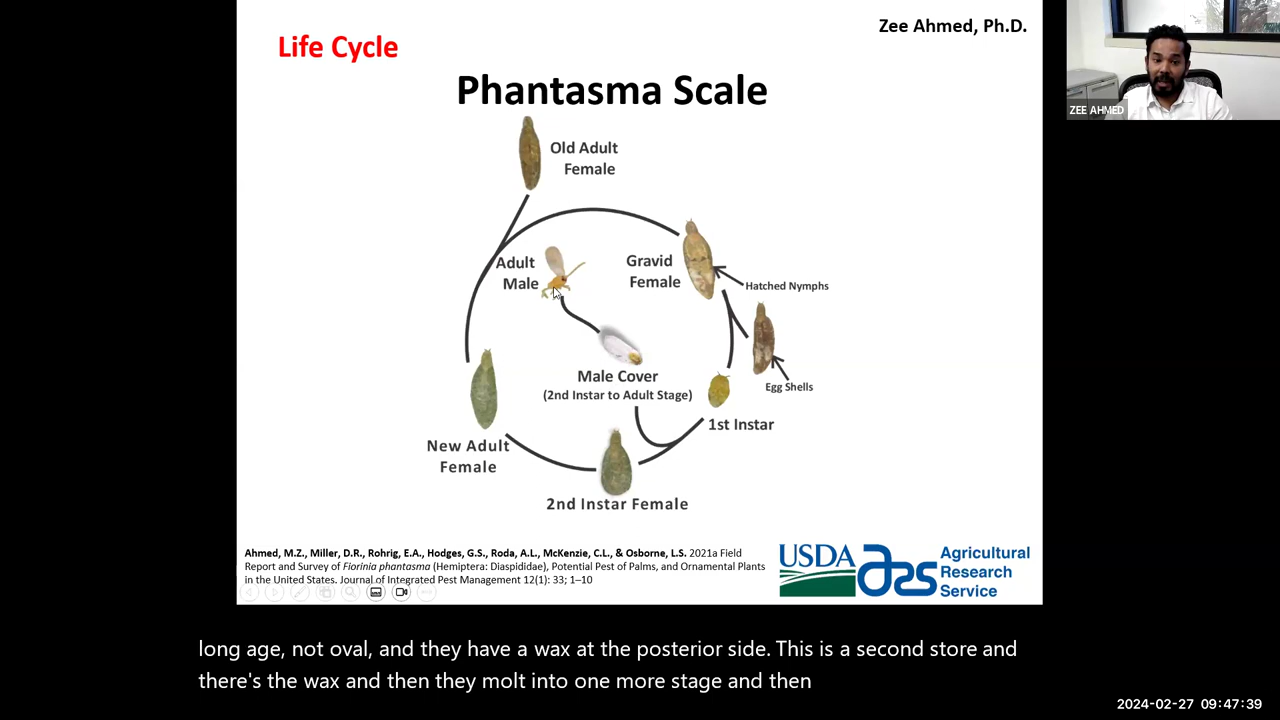 Zee Ahmed, Ph.D.
Life Cycle
Phantasma Scale
ZEE AHMED
Old Adult
Female
Adult
Male
Gravid
Female
Hatched Nymphs
Egg Shells
Male Cover
(2nd Instar to Adult Stage)
1st Instar
New Adult
Female
2nd Instar Female
Ahmed, M.Z., Miller, D.R., Rohrig, E.A., Hodges, G.S., Roda, A.L., McKenzie, C.L., & Osborne, L.S. 2021a Field
Report and Survey of Fiorinia phantasma (Hemiptera: Diaspididae), Potential Pest of Palms, and Ornamental Plants
in the United States. Journal of Integrated Pest Management 12(1): 33; 1–10
USDA
ars
Agricultural
Research
Service
long age, not oval, and they have a wax at the posterior side. This is a second store and
there's the wax and then they molt into one more stage and then
2024-02-27 09:47:39